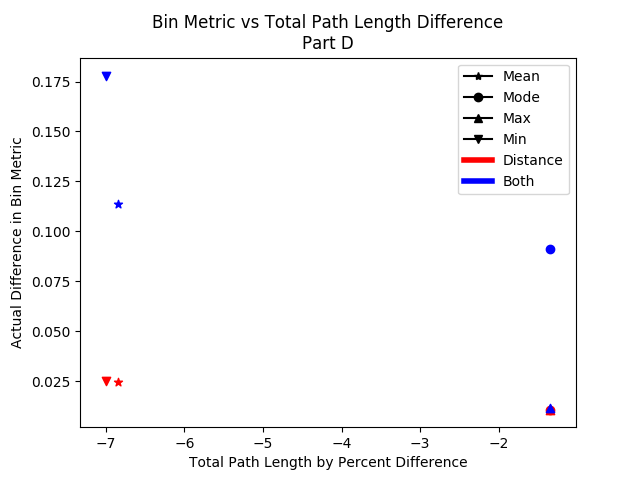 Bin Metric vs Total Path Length Difference
Part D
Mean
Mode
Max
Min
Distance
Both
Actual Difference in Bin Metric
0.175
0.150
0.125
0.100
0.075
0.050
0.025
−7
−6
−5
−4
−3
−2
Total Path Length by Percent Difference